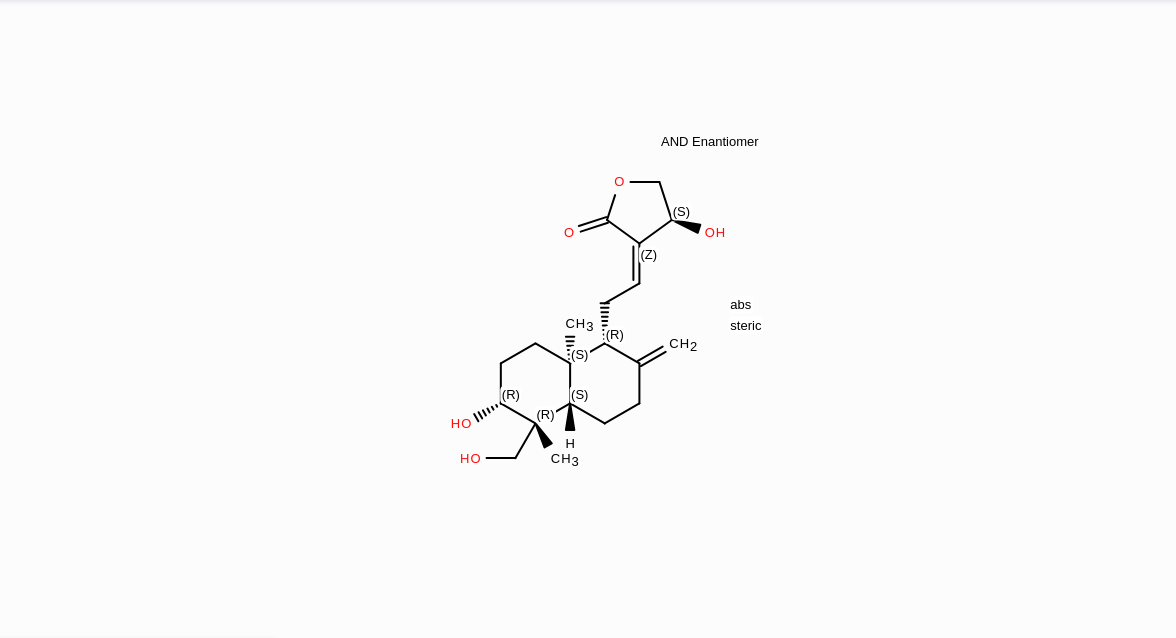 AND Enantiomer
O
(S)
O
OH
(Z)
abs
CH3
steric
(R)
CH2
(S)
(R)
(S)
(R)
HO
H
HO
CH3